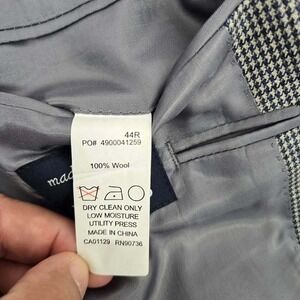 44R
PO# 4900041259
100% Wool
DRY CLEAN ONLY
LOW MOISTURE
UTILITY PRESS
MADE IN CHINA
CA01129 RN90736
mad